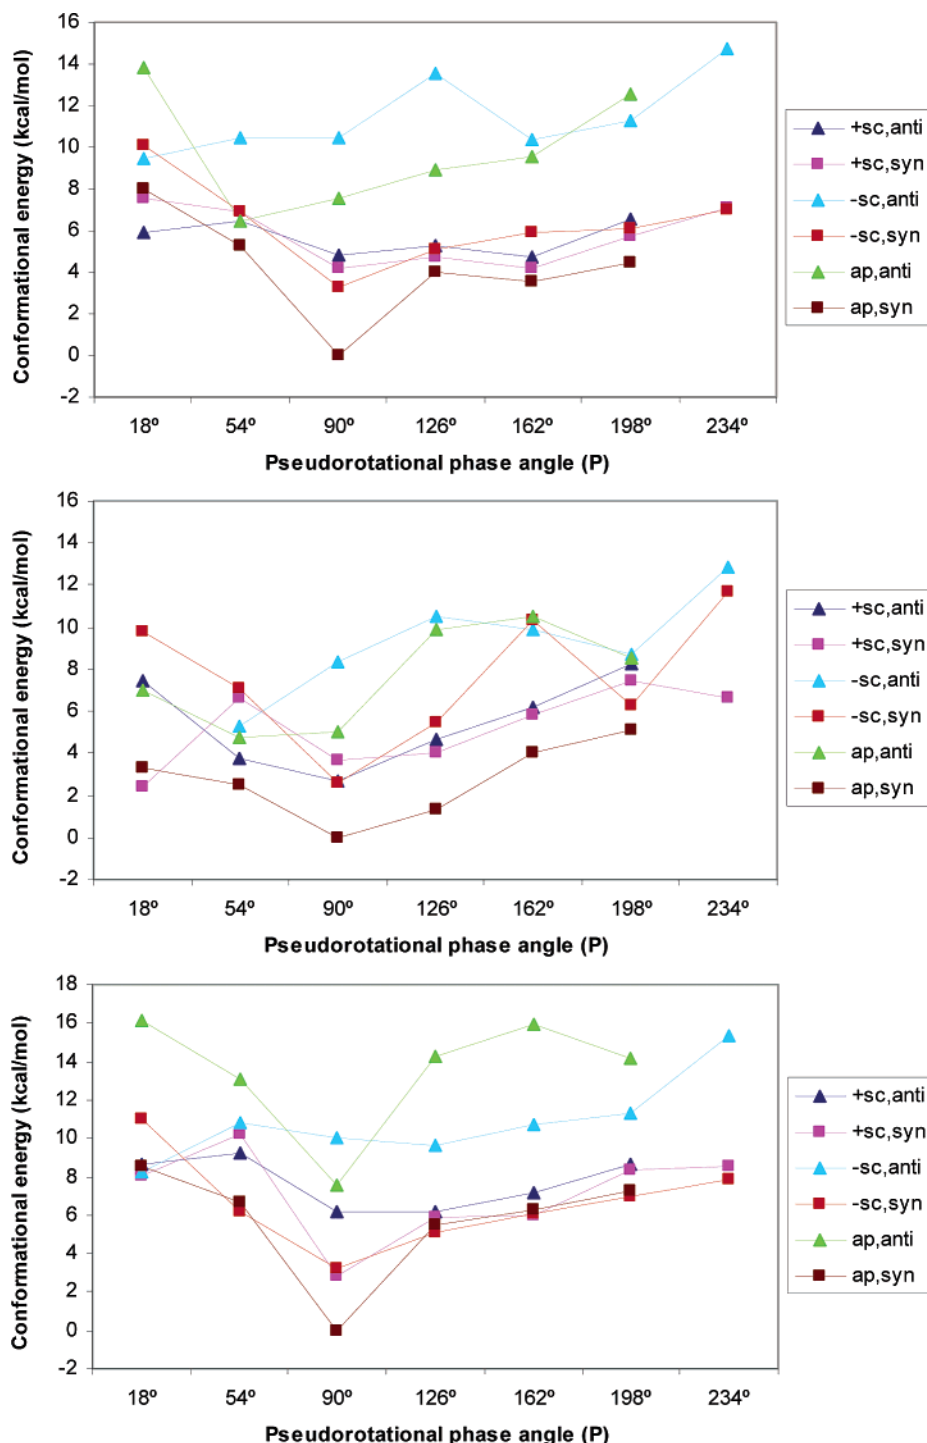 Conformational energy (kcal/mol)
16
14
12
10
8
6
4
2
0
-2
18º 54º 90º 126º 162º 198º 234º
Pseudorotational phase angle (P)
+sc,anti
+sc,syn
-sc,anti
-sc,syn
ap,anti
ap,syn
Conformational energy (kcal/mol)
16
14
12
10
8
6
4
2
0
-2
18º 54º 90º 126º 162º 198º 234º
Pseudorotational phase angle (P)
+sc,anti
+sc,syn
-sc,anti
-sc,syn
ap,anti
ap,syn
Conformational energy (kcal/mol)
18
16
14
12
10
8
6
4
2
0
-2
18º 54º 90º 126º 162º 198º 234º
Pseudorotational phase angle (P)
+sc,anti
+sc,syn
-sc,anti
-sc,syn
ap,anti
ap,syn